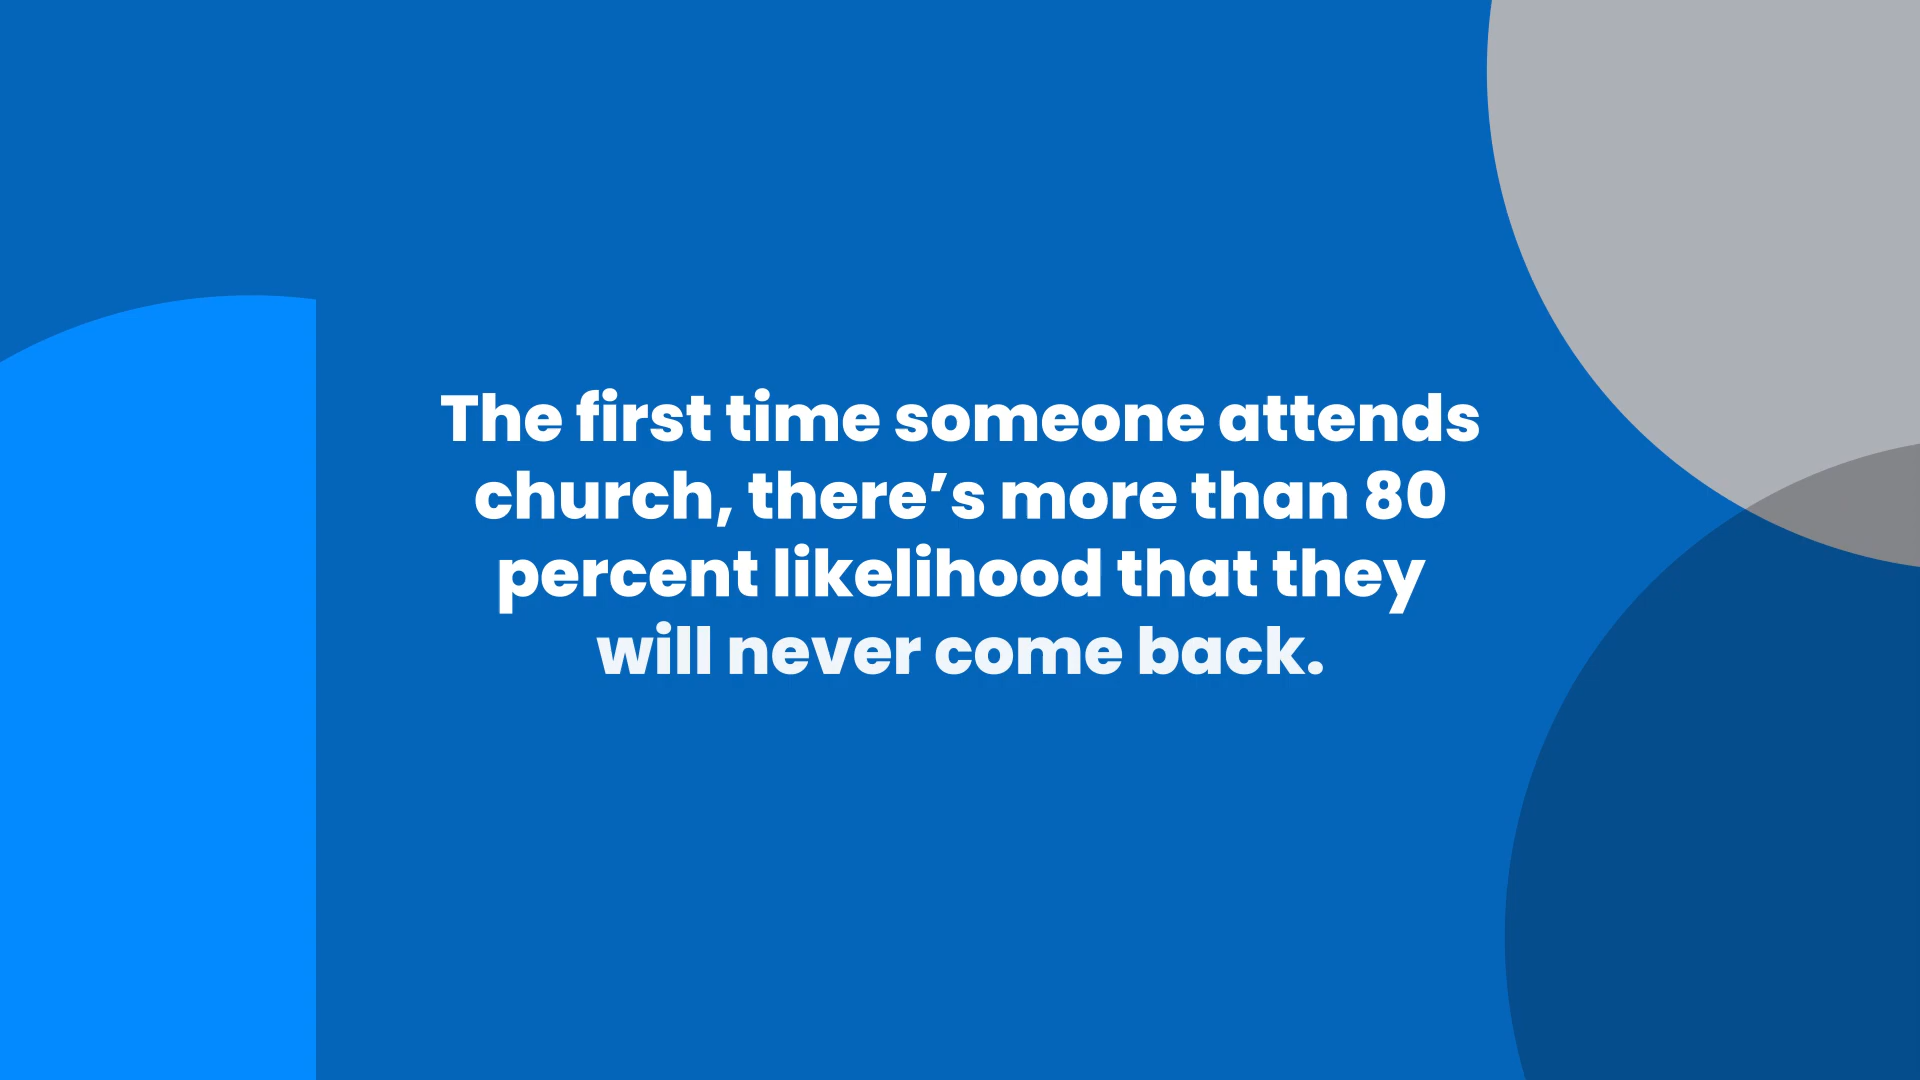 The first time someone attends
church, there’s more than 80
percent likelihood that they
will never come back.